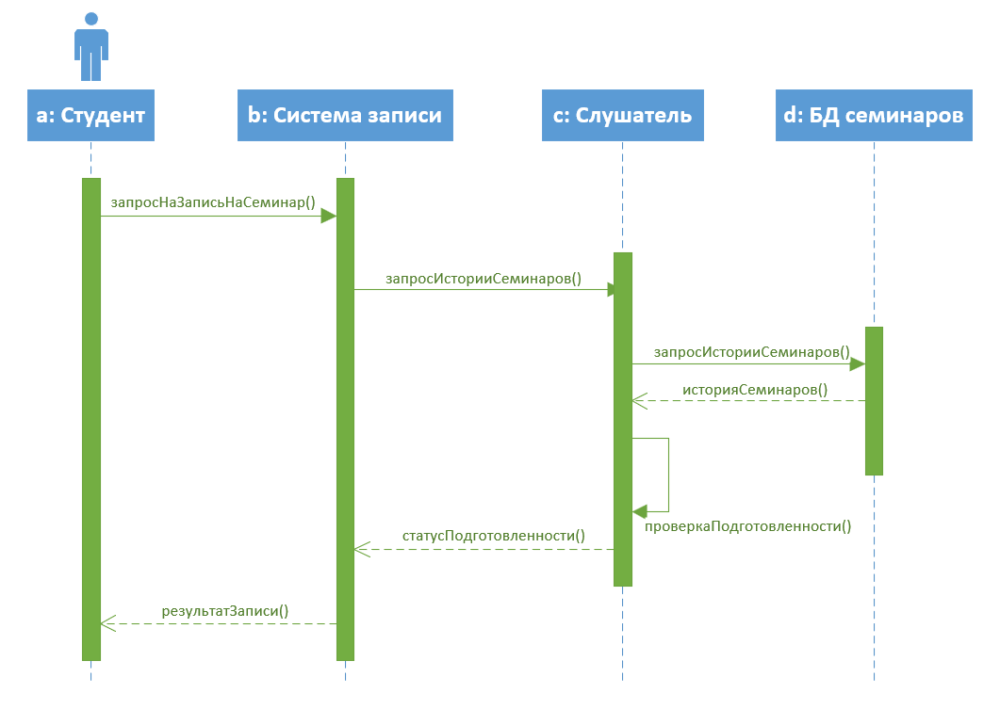 a: Студент
b: Система записи
c: Слушатель
d: БД семинаров
запросНаЗаписьНаСеминар()
запросИсторииСеминаров()
запросИсторииСеминаров()
историяСеминаров()
проверкаПодготовленности()
статусПодготовленности()
результатЗаписи()